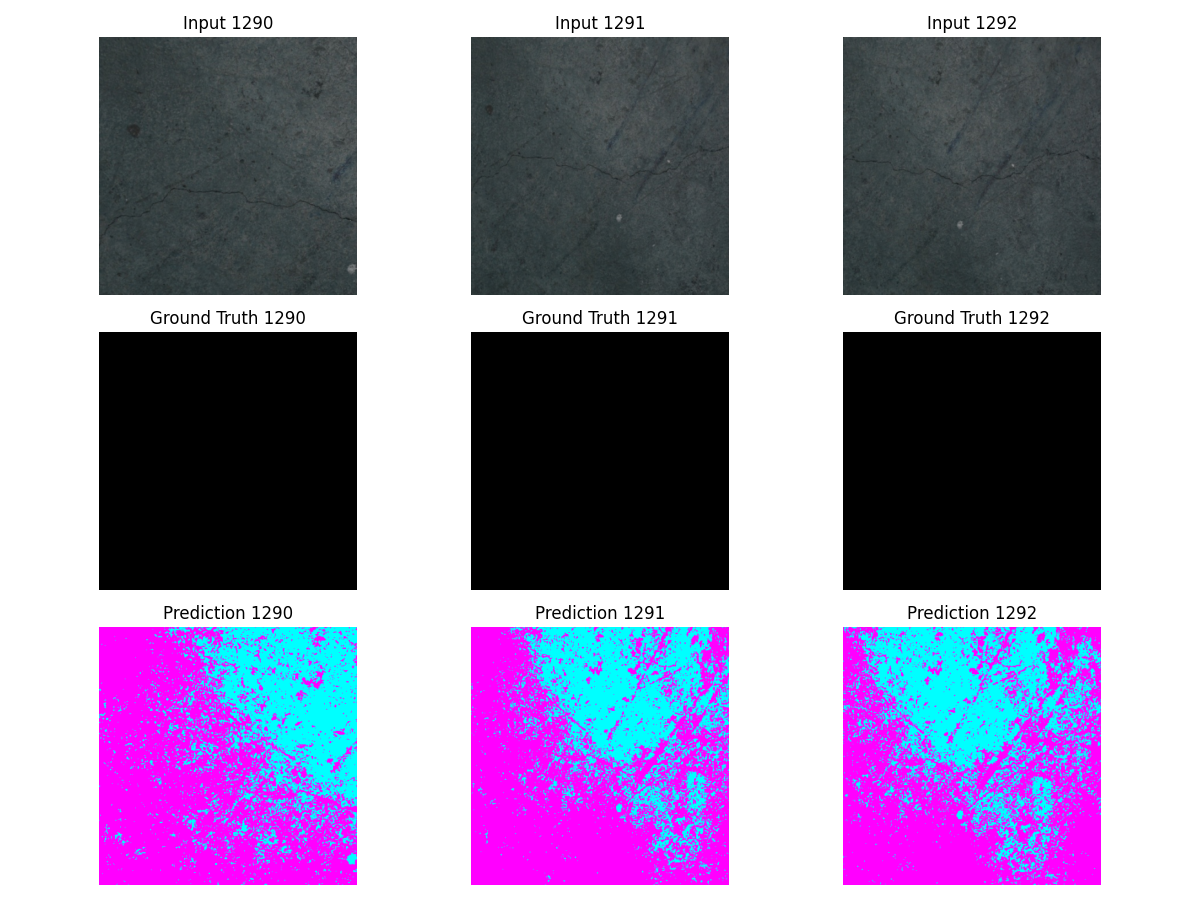 Input 1290
Input 1291
Input 1292
Ground Truth 1290
Ground Truth 1291
Ground Truth 1292
Prediction 1290
Prediction 1291
Prediction 1292